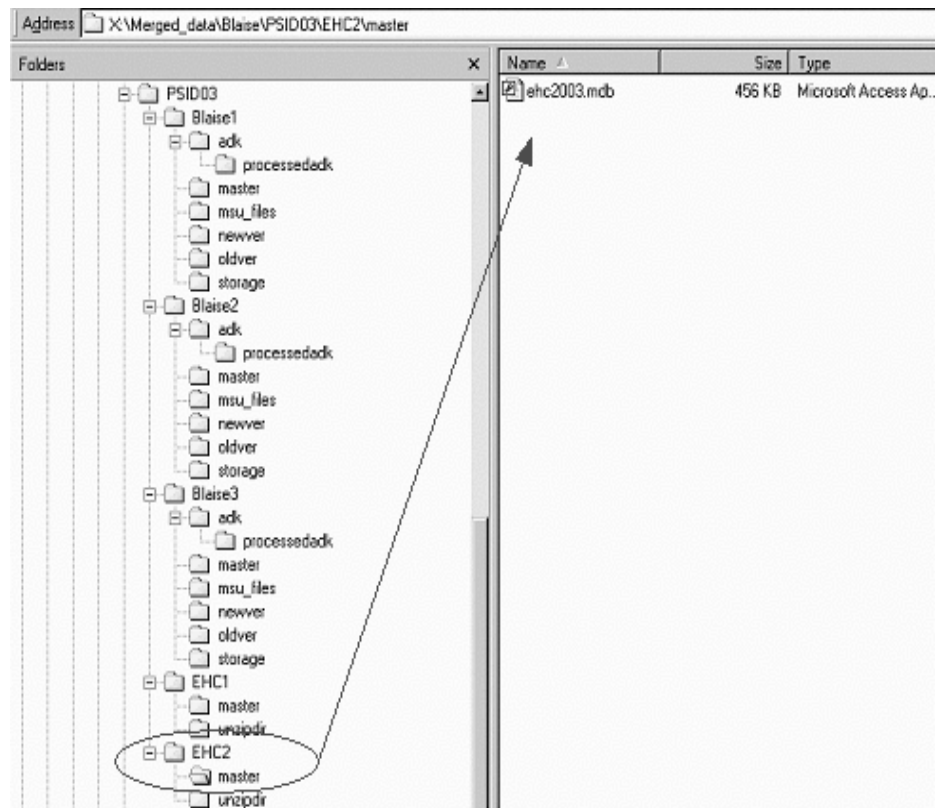 Address X:\Merged_data\Blaise\PSID03\EHC2\master
Folders x
Name Size Type
ehc2003.mdb 456 KB Microsoft Access Ap...
PSID03
Blaise1
adk
processedadk
master
msu_files
newver
oldver
storage
Blaise2
adk
processedadk
master
msu_files
newver
oldver
storage
Blaise3
adk
processedadk
master
msu_files
newver
oldver
storage
EHC1
master
unzipdir
EHC2
master
unzipdir